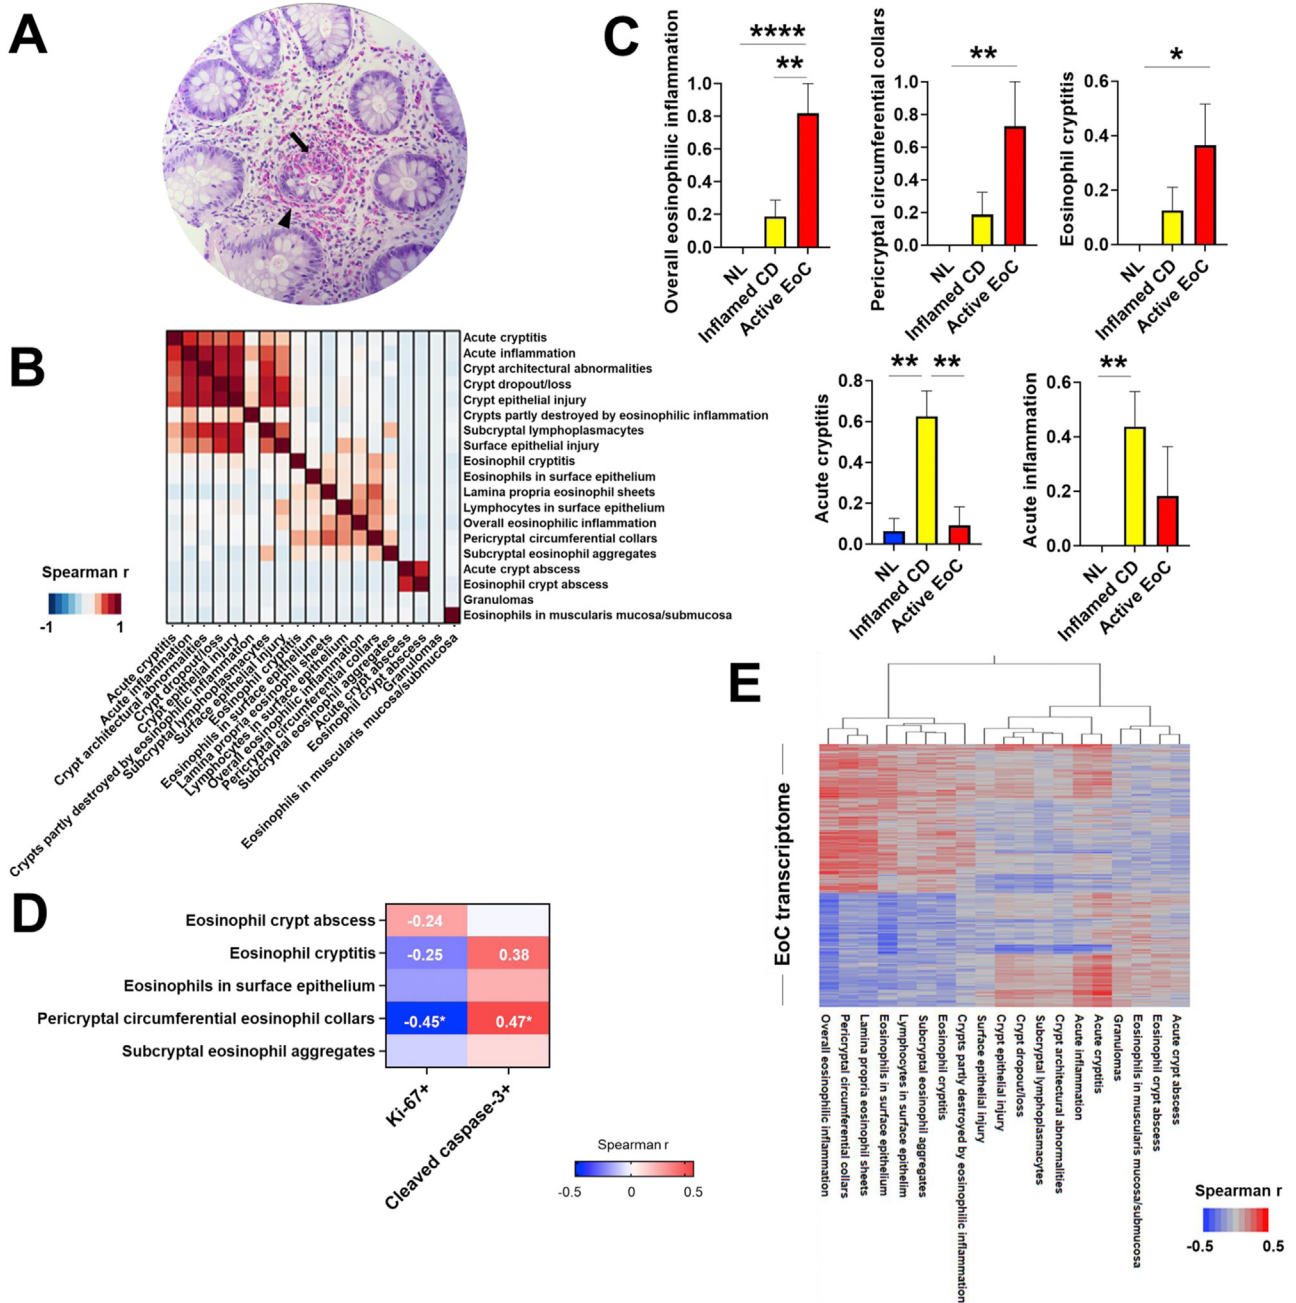 A
B
Acute cryptitis
Acute inflammation
Crypt architectural abnormalities
Crypt dropout/loss
Crypt epithelial injury
Crypts partly destroyed by eosinophilic inflammation
Subcryptal lymphoplasmacytes
Surface epithelial injury
Eosinophil cryptitis
Eosinophils in surface epithelium
Lamina propria eosinophil sheets
Lymphocytes in surface epithelium
Overall eosinophilic inflammation
Pericryptal circumferential collars
Subcryptal eosinophil aggregates
Acute crypt abscess
Eosinophil crypt abscess
Granulomas
Eosinophils in muscularis mucosa/submucosa
Spearman r
-1
1
Acute cryptitis
Acute inflammation
Crypt architectural abnormalities
Crypt dropout/loss
Crypt epithelial injury
Crypts partly destroyed by eosinophilic inflammation
Subcryptal lymphoplasmacytes
Surface epithelial injury
Eosinophil cryptitis
Eosinophils in surface epithelium
Lamina propria eosinophil sheets
Lymphocytes in surface epithelium
Overall eosinophilic inflammation
Pericryptal circumferential collars
Subcryptal eosinophil aggregates
Acute crypt abscess
Eosinophil crypt abscess
Granulomas
Eosinophils in muscularis mucosa/submucosa
C
Overall eosinophilic inflammation
****
**
1.0
0.8
0.6
0.4
0.2
0.0
NL
Inflamed CD
Active EoC
Pericryptal circumferential collars
**
1.0
0.8
0.6
0.4
0.2
0.0
NL
Inflamed CD
Active EoC
Eosinophil cryptitis
*
0.6
0.4
0.2
0.0
NL
Inflamed CD
Active EoC
Acute cryptitis
** **
0.8
0.6
0.4
0.2
0.0
NL
Inflamed CD
Active EoC
Acute inflammation
**
0.6
0.4
0.2
0.0
NL
Inflamed CD
Active EoC
D
Eosinophil crypt abscess
-0.24
Eosinophil cryptitis
-0.25 0.38
Eosinophils in surface epithelium
Pericryptal circumferential eosinophil collars
-0.45* 0.47*
Subcryptal eosinophil aggregates
Ki-67+
Cleaved caspase-3+
Spearman r
-0.5 0 0.5
E
EoC transcriptome
Overall eosinophilic inflammation
Pericryptal circumferential collars
Lamina propria eosinophil sheets
Eosinophils in surface epithelium
Lymphocytes in surface epithelim
Subcryptal eosinophil aggregates
Eosinophil cryptitis
Crypts partly destroyed by eosinophilic inflammation
Surface epithelial injury
Crypt epithelial injury
Crypt dropout/loss
Subcryptal lymphoplasmacytes
Crypt architectural abnormalities
Acute inflammation
Acute cryptitis
Granulomas
Eosinophils in muscularis mucosa/submucosa
Eosinophil crypt abscess
Acute crypt abscess
Spearman r
-0.5 0.5